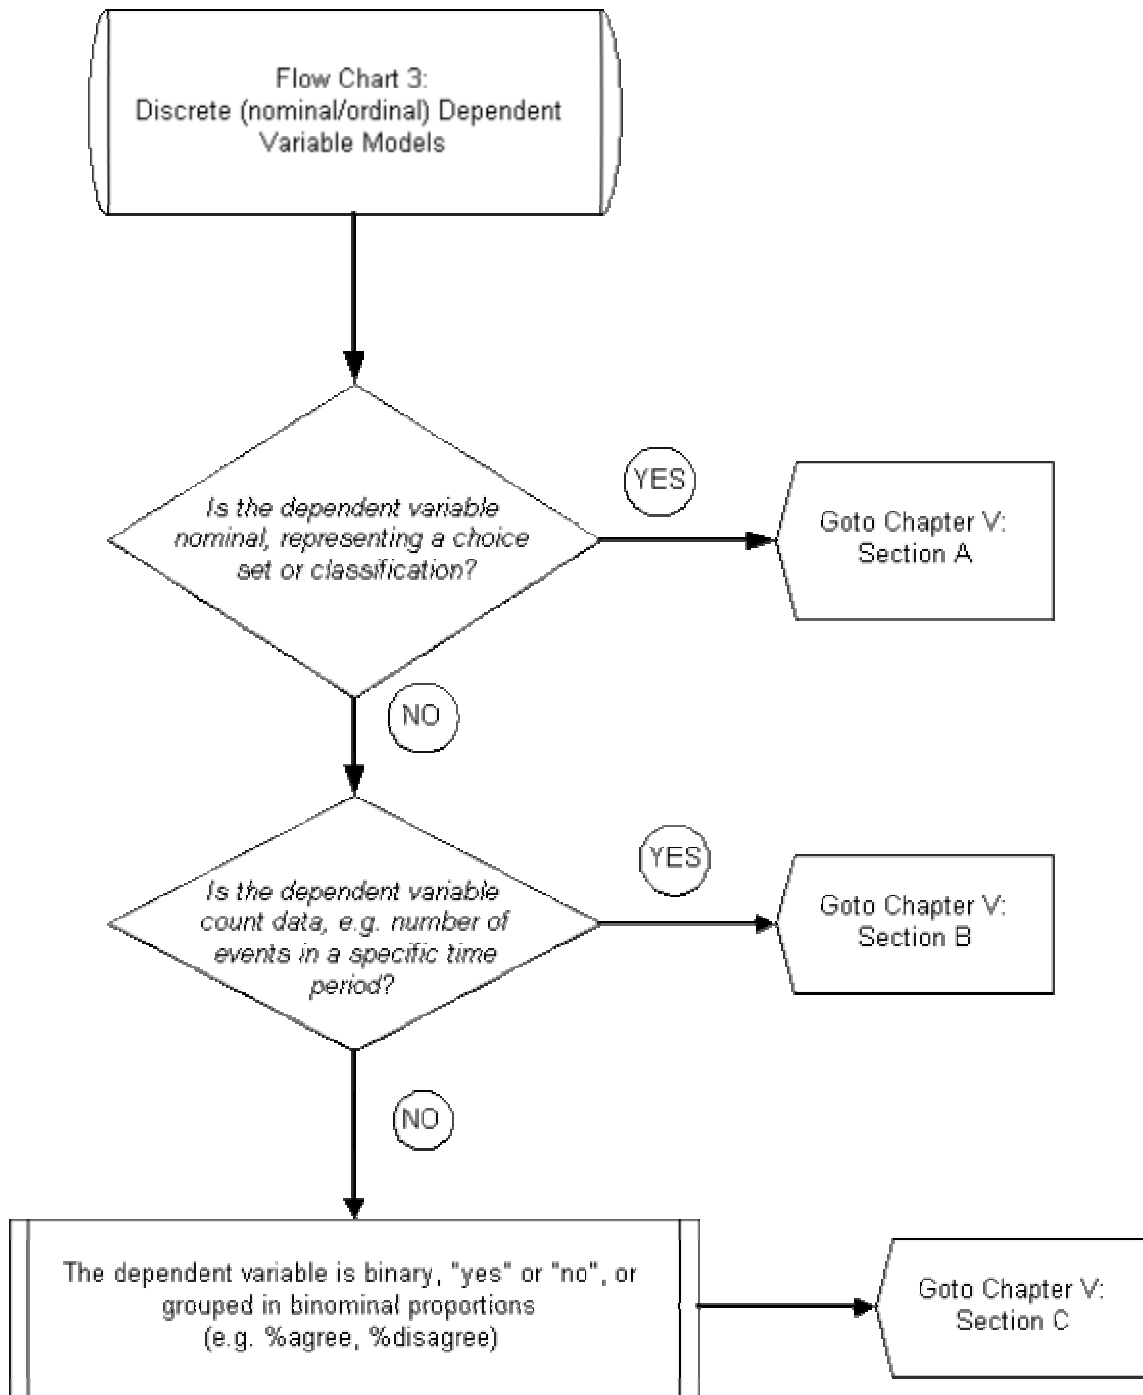 Flow Chart 3:
Discrete (nominal/ordinal) Dependent
Variable Models
YES
Is the dependent variable
nominal, representing a choice
set or classification?
Goto Chapter V:
Section A
NO
YES
Is the dependent variable
count data, e.g. number of
events in a specific time
period?
Goto Chapter V:
Section B
NO
The dependent variable is binary, "yes" or "no", or
grouped in binominal proportions
(e.g. %agree, %disagree)
Goto Chapter V:
Section C